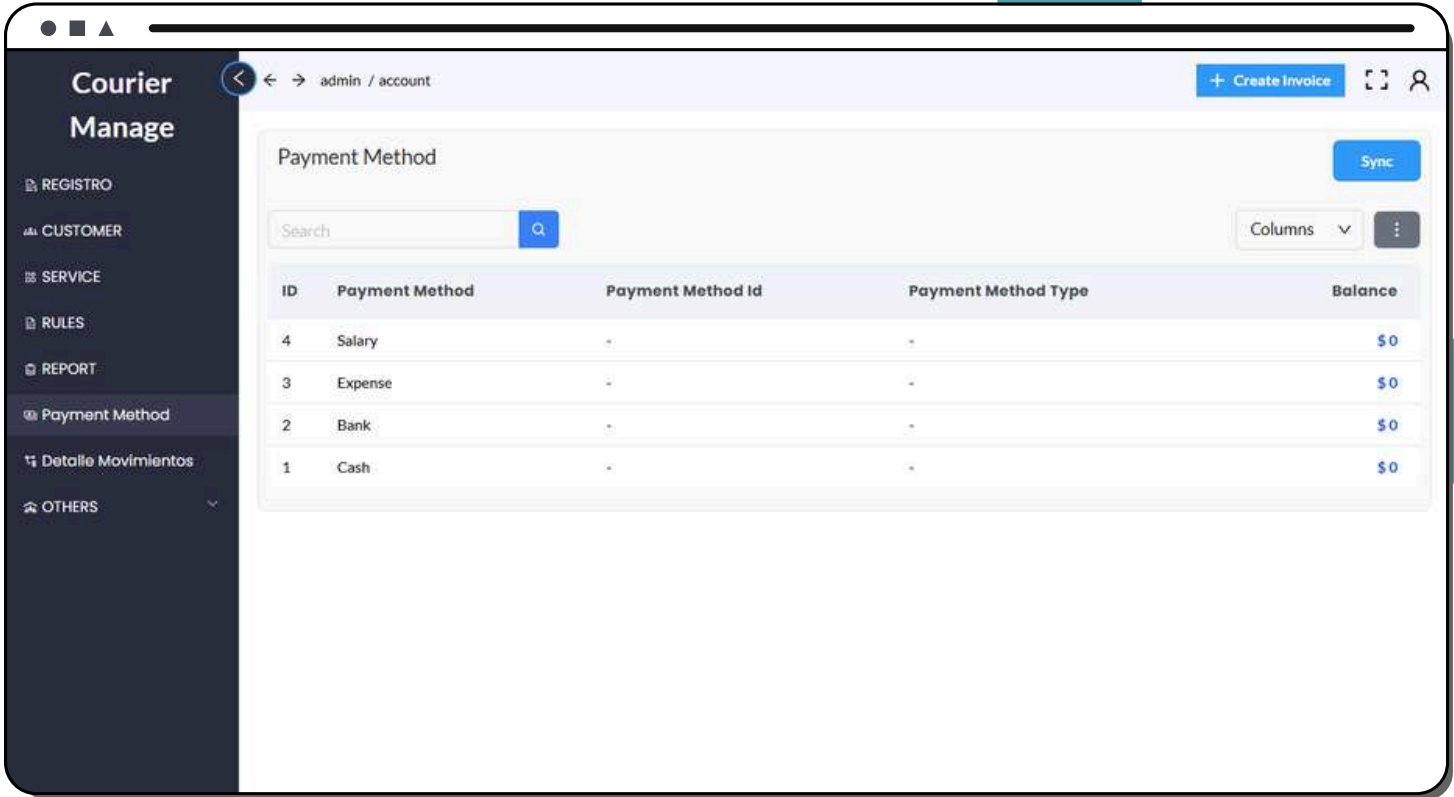 Courier
Manage
REGISTRO
CUSTOMER
SERVICE
RULES
REPORT
Payment Method
Detalle Movimientos
OTHERS
admin / account
+ Create Invoice
Payment Method
Sync
Search
Columns
ID Payment Method Payment Method Id Payment Method Type Balance
4 Salary - - $ 0
3 Expense - - $ 0
2 Bank - - $ 0
1 Cash - - $ 0